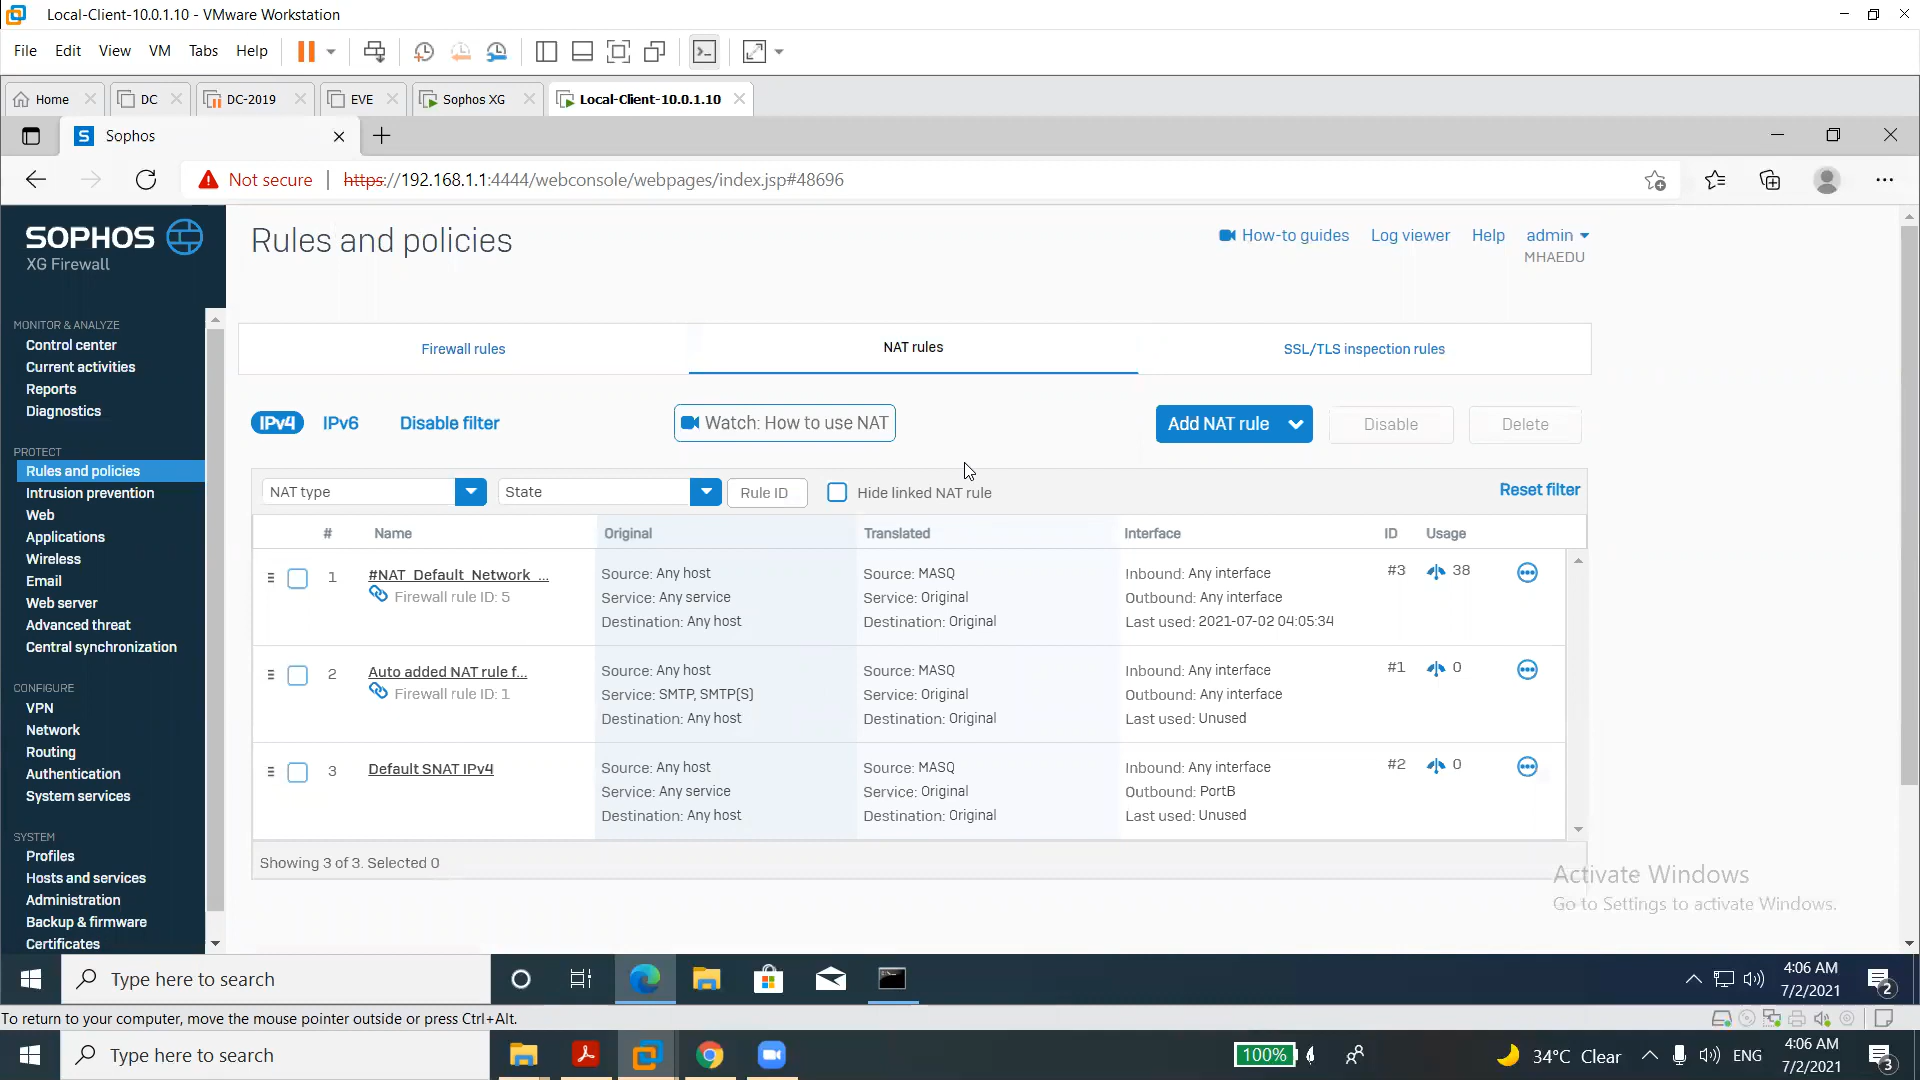 Local-Client-10.0.1.10 - VMware Workstation
File Edit View VM Tabs Help
Home DC DC-2019 EVE Sophos XG Local-Client-10.0.1.10
S Sophos
Not secure | https://192.168.1.1:4444/webconsole/webpages/index.jsp#48696
SOPHOS
XG Firewall
Rules and policies
How-to guides Log viewer Help admin
MHAEDU
MONITOR & ANALYZE
Control center
Current activities
Reports
Diagnostics
PROTECT
Rules and policies
Intrusion prevention
Web
Applications
Wireless
Email
Web server
Advanced threat
Central synchronization
CONFIGURE
VPN
Network
Routing
Authentication
System services
SYSTEM
Profiles
Hosts and services
Administration
Backup & firmware
Certificates
Firewall rules NAT rules SSL/TLS inspection rules
IPv4 IPv6 Disable filter Watch: How to use NAT Add NAT rule Disable Delete
NAT type State Rule ID Hide linked NAT rule Reset filter
# Name Original Translated Interface ID Usage
1 #NAT_Default_Network_... Source: Any host Source: MASQ Inbound: Any interface #3 38
Firewall rule ID: 5 Service: Any service Service: Original Outbound: Any interface
Destination: Any host Destination: Original Last used: 2021-07-02 04:05:34
2 Auto added NAT rule f... Source: Any host Source: MASQ Inbound: Any interface #1 0
Firewall rule ID: 1 Service: SMTP, SMTP(S) Service: Original Outbound: Any interface
Destination: Any host Destination: Original Last used: Unused
3 Default SNAT IPv4 Source: Any host Source: MASQ Inbound: Any interface #2 0
Service: Any service Service: Original Outbound: PortB
Destination: Any host Destination: Original Last used: Unused
Showing 3 of 3. Selected 0
Activate Windows
Go to Settings to activate Windows.
Type here to search
4:06 AM
7/2/2021
2
To return to your computer, move the mouse pointer outside or press Ctrl+Alt.
Type here to search
100%
34°C Clear
ENG
4:06 AM
7/2/2021
3